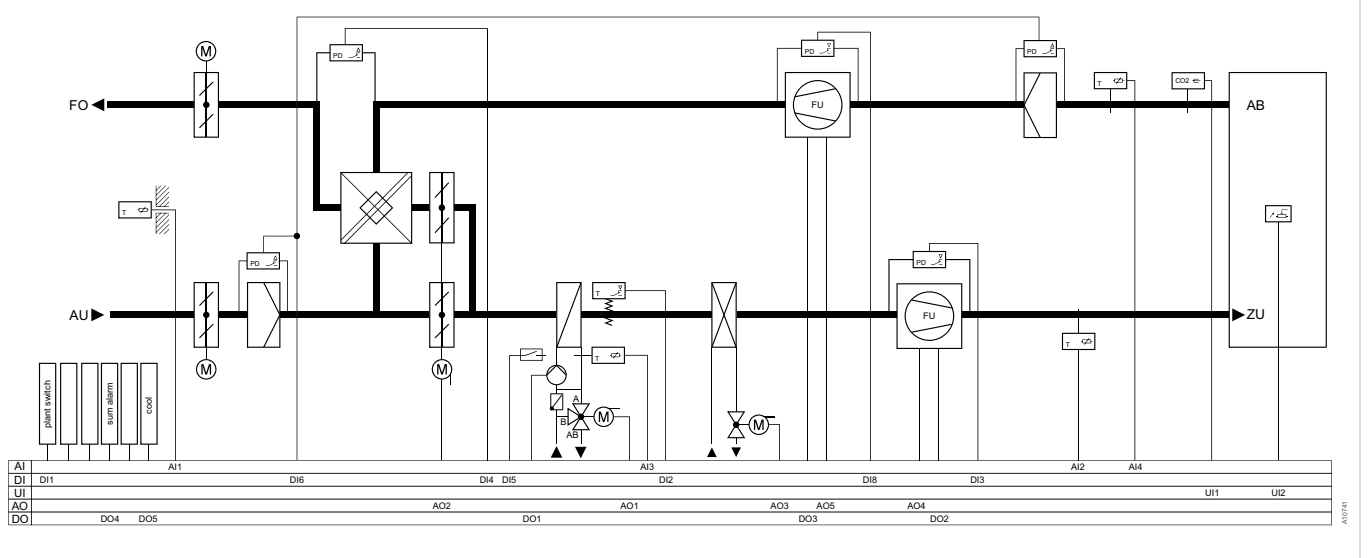 M
PD
PD
PD
T
CO2
FO
FU
AB
T
PD
PD
AU
T
FU
ZU
T
T
M
M
plant switch
sum alarm
cool
A
B
M
AB
M
AI AI1 AI3 AI2 AI4
DI DI1 DI6 DI4 DI5 DI2 DI8 DI3
UI UI1 UI2
AO AO2 AO1 AO3 AO5 AO4
DO DO4 DO5 DO1 DO3 DO2
A10741